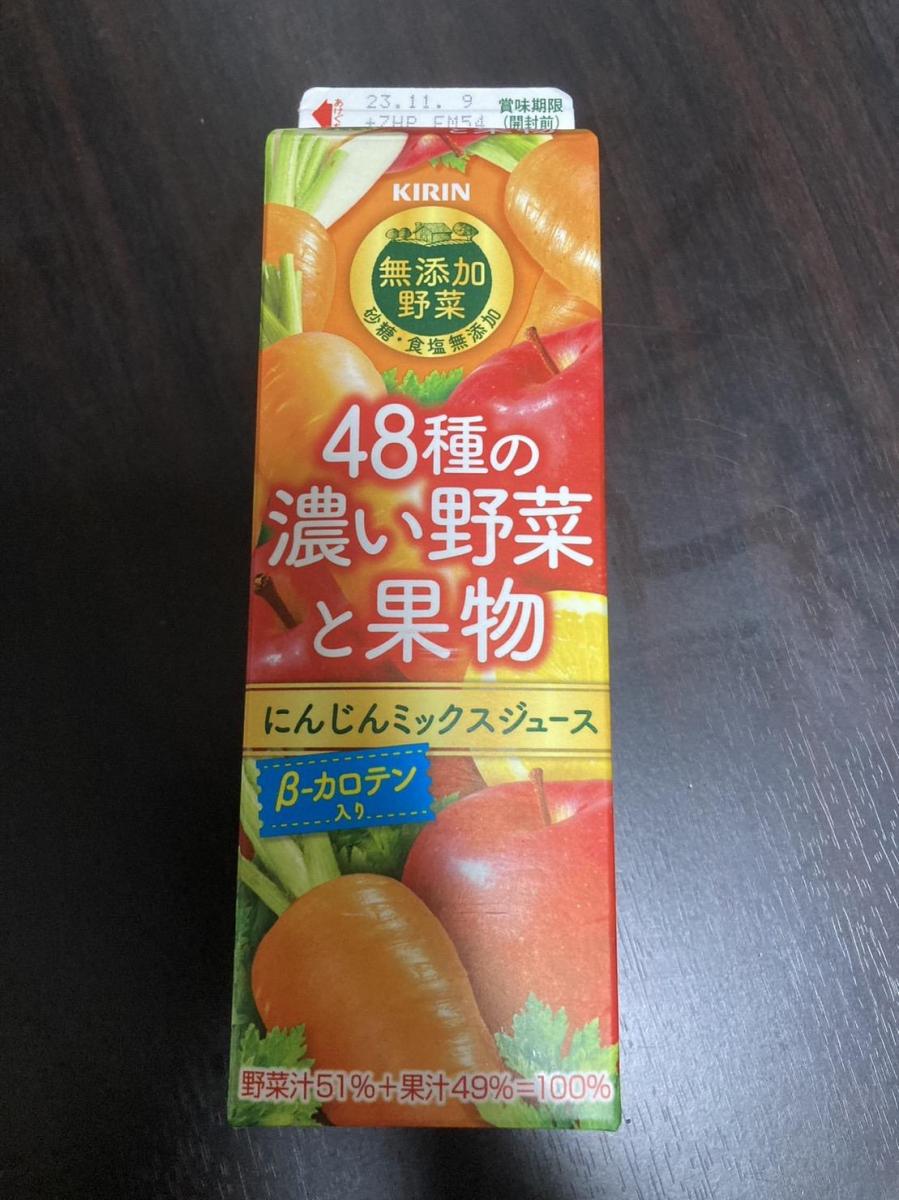 23.11. 9
賞味期限
(開封前)
KIRIN
無添加
野菜
砂糖・食塩無添加
48種の
濃い野菜
と果物
にんじんミックスジュース
β-カロテン
入り
野菜汁51%+果汁49%=100%